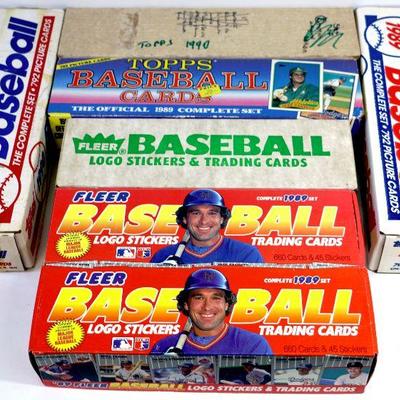 TOPPS 1990
TOPPS
BASEBALL
CARDS
THE OFFICIAL 1989 COMPLETE SET
Baseball
THE COMPLETE SET • 792 PICTURE CARDS
1989
THE COMPLETE SET • 792 PICTURE CARDS
FLEER BASEBALL
LOGO STICKERS & TRADING CARDS
FLEER
COMPLETE 1989 SET
BASEBALL
LOGO STICKERS
TRADING CARDS
660 Cards & 45 Stickers
FLEER
COMPLETE 1989 SET
BASEBALL
LOGO STICKERS
TRADING CARDS
660 Cards & 45 Stickers
'89 FLEER BASEBALL LOGO STICKERS & TRADING CARDS